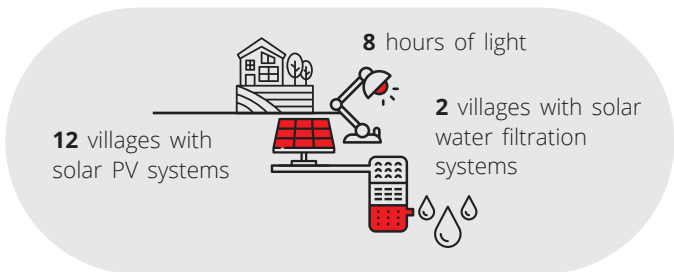 8 hours of light
2 villages with solar
water filtration
systems
12 villages with
solar PV systems